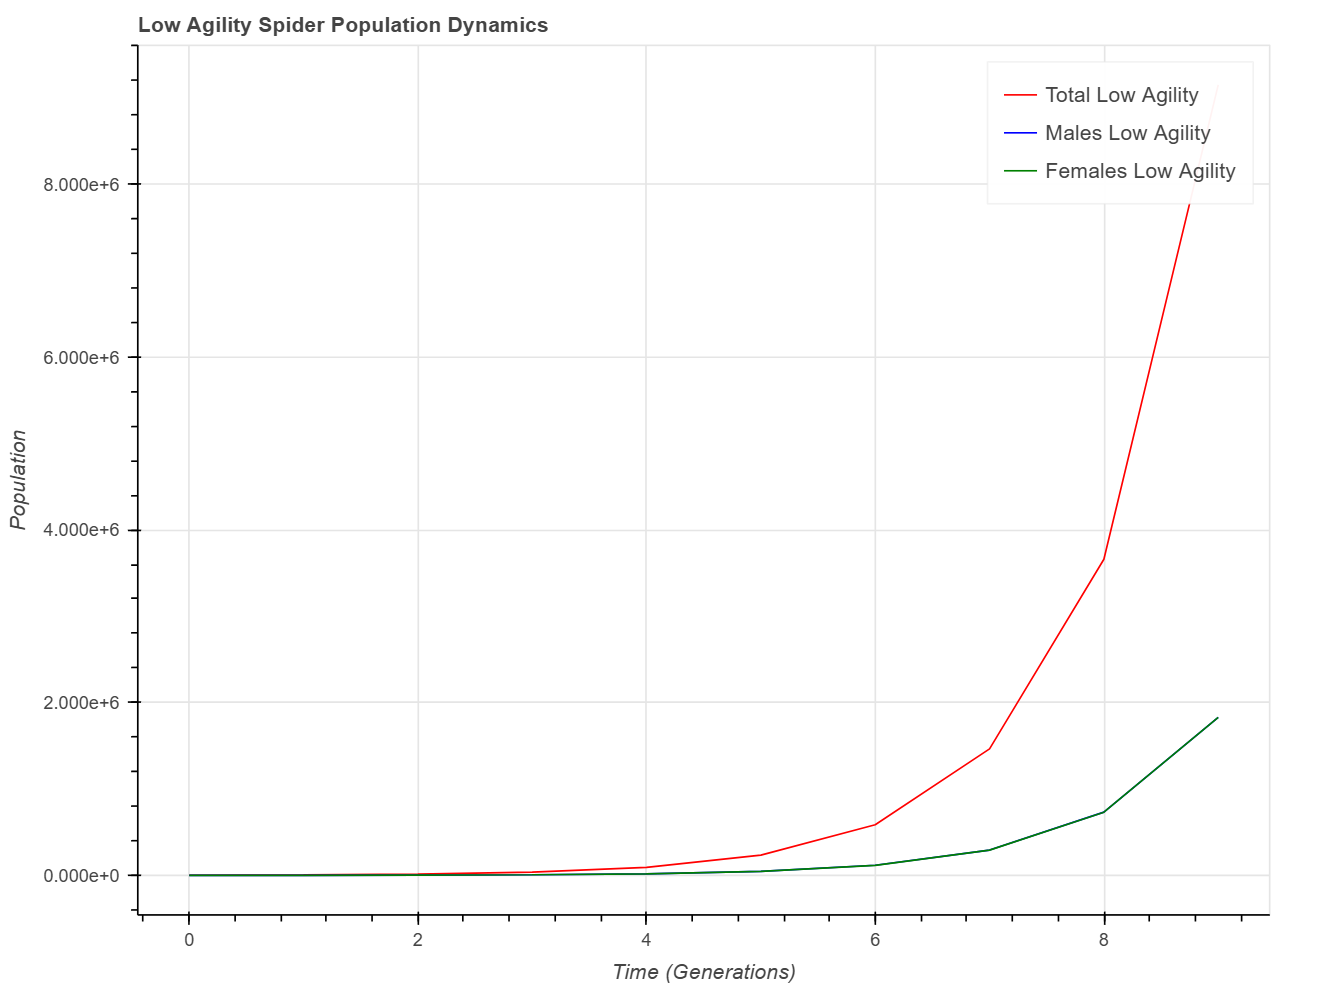 Low Agility Spider Population Dynamics
Total Low Agility
Males Low Agility
Females Low Agility
8.000e+6
6.000e+6
4.000e+6
2.000e+6
0.000e+0
Population
0 2 4 6 8
Time (Generations)